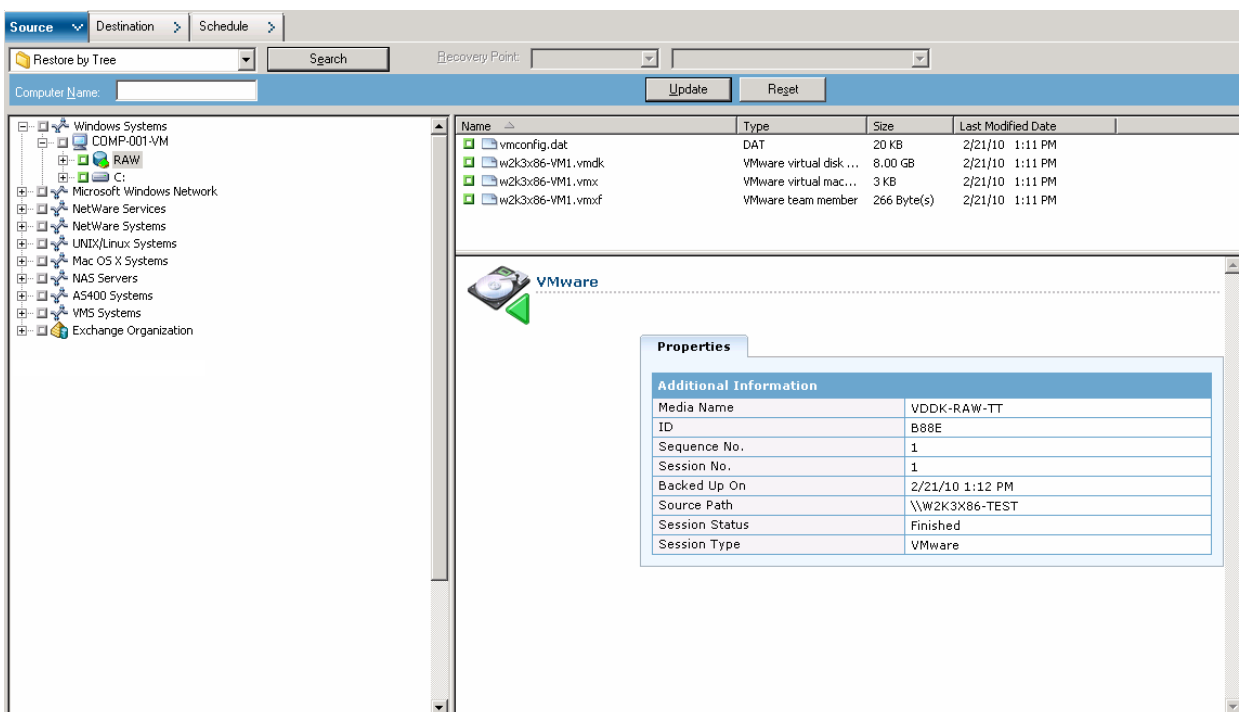 Source Destination Schedule
Restore by Tree Search Recovery Point:
Computer Name: Update Reset
Windows Systems
COMP-001-VM
RAW
C:
Microsoft Windows Network
NetWare Services
NetWare Systems
UNIX/Linux Systems
Mac OS X Systems
NAS Servers
AS400 Systems
VMS Systems
Exchange Organization
Name Type Size Last Modified Date
vmconfig.dat DAT 20 KB 2/21/10 1:11 PM
w2k3x86-VM1.vmdk VMware virtual disk ... 8.00 GB 2/21/10 1:11 PM
w2k3x86-VM1.vmx VMware virtual mac... 3 KB 2/21/10 1:11 PM
w2k3x86-VM1.vmxf VMware team member 266 Byte(s) 2/21/10 1:11 PM
VMware
Properties
Additional Information
Media Name VDDK-RAW-TT
ID B88E
Sequence No. 1
Session No. 1
Backed Up On 2/21/10 1:12 PM
Source Path \\W2K3X86-TEST
Session Status Finished
Session Type VMware